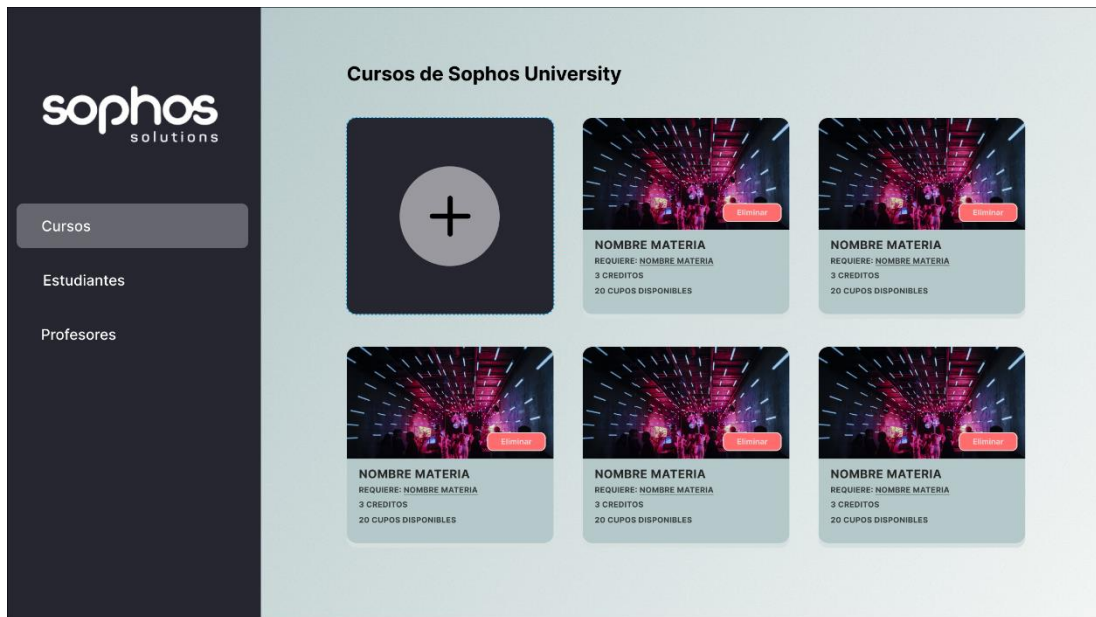 sophos
solutions
Cursos
Estudiantes
Profesores
Cursos de Sophos University
Eliminar
NOMBRE MATERIA
REQUIERE: NOMBRE MATERIA
3 CREDITOS
20 CUPOS DISPONIBLES
Eliminar
NOMBRE MATERIA
REQUIERE: NOMBRE MATERIA
3 CREDITOS
20 CUPOS DISPONIBLES
Eliminar
NOMBRE MATERIA
REQUIERE: NOMBRE MATERIA
3 CREDITOS
20 CUPOS DISPONIBLES
Eliminar
NOMBRE MATERIA
REQUIERE: NOMBRE MATERIA
3 CREDITOS
20 CUPOS DISPONIBLES
Eliminar
NOMBRE MATERIA
REQUIERE: NOMBRE MATERIA
3 CREDITOS
20 CUPOS DISPONIBLES